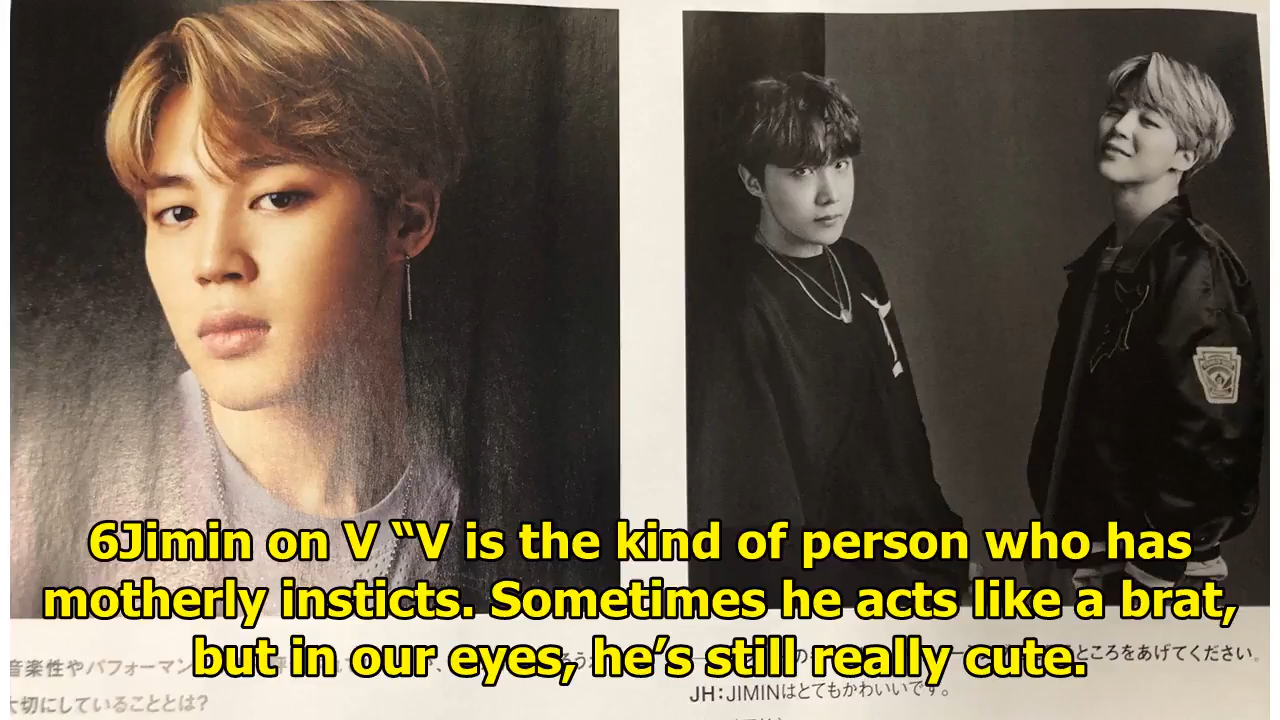 6Jimin on V “V is the kind of person who has
motherly insticts. Sometimes he acts like a brat,
but in our eyes, he’s still really cute.
音楽性やパフォーマン
切にしていることとは?
ところをあげてください。
JH:JIMINはとてもかわいいです。